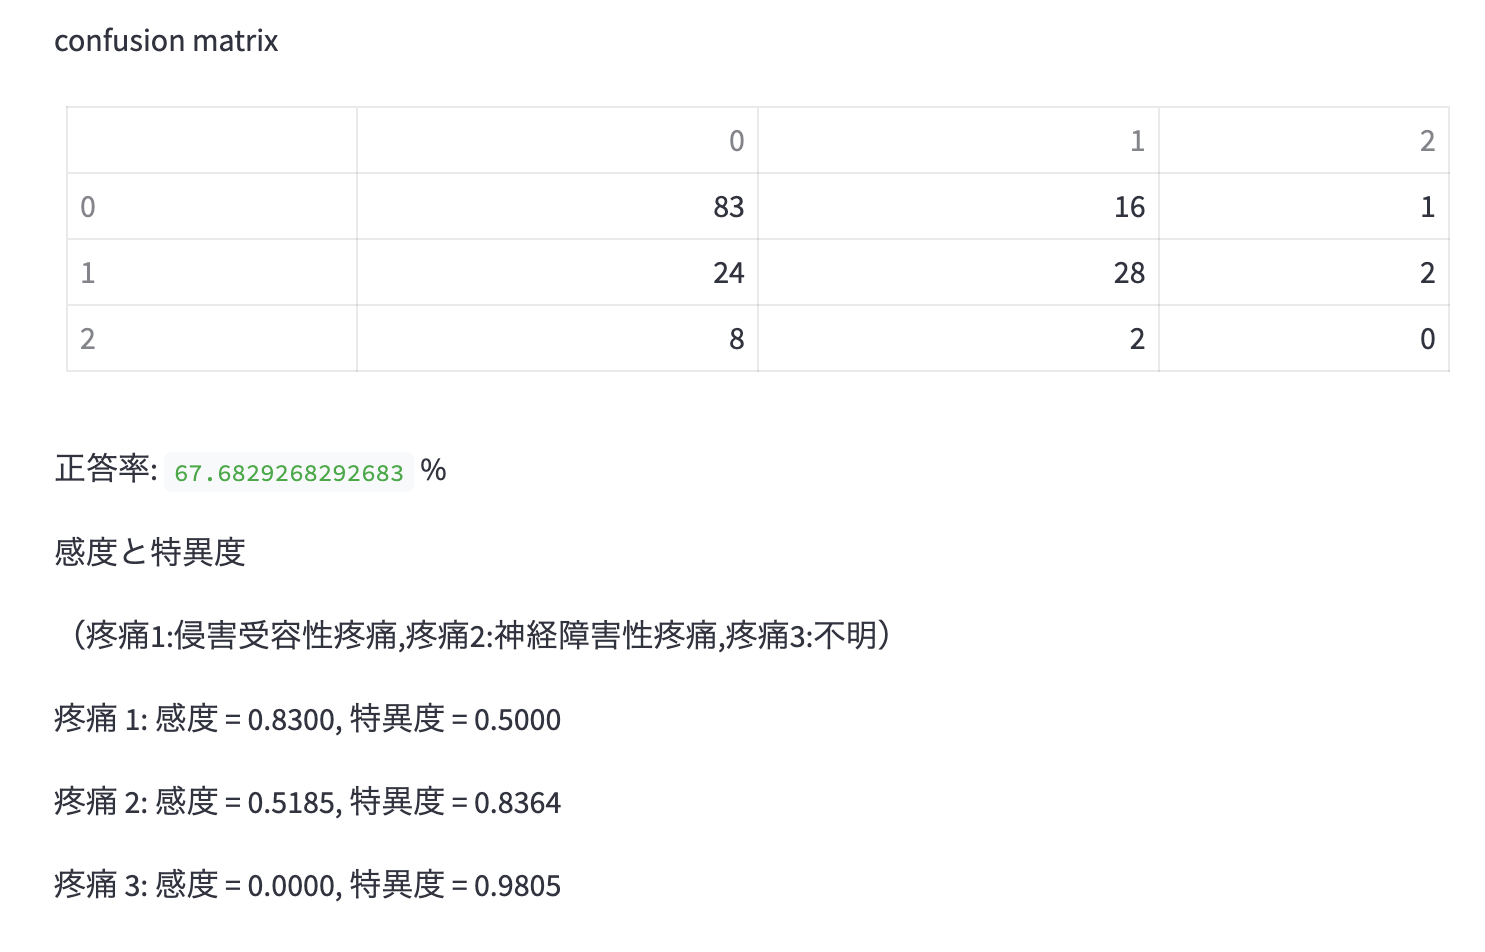 confusion matrix
0 1 2
0 83 16 1
1 24 28 2
2 8 2 0
正答率: 67.6829268292683 %
感度と特異度
（疼痛1:侵害受容性疼痛,疼痛2:神経障害性疼痛,疼痛3:不明）
疼痛 1: 感度 = 0.8300, 特異度 = 0.5000
疼痛 2: 感度 = 0.5185, 特異度 = 0.8364
疼痛 3: 感度 = 0.0000, 特異度 = 0.9805